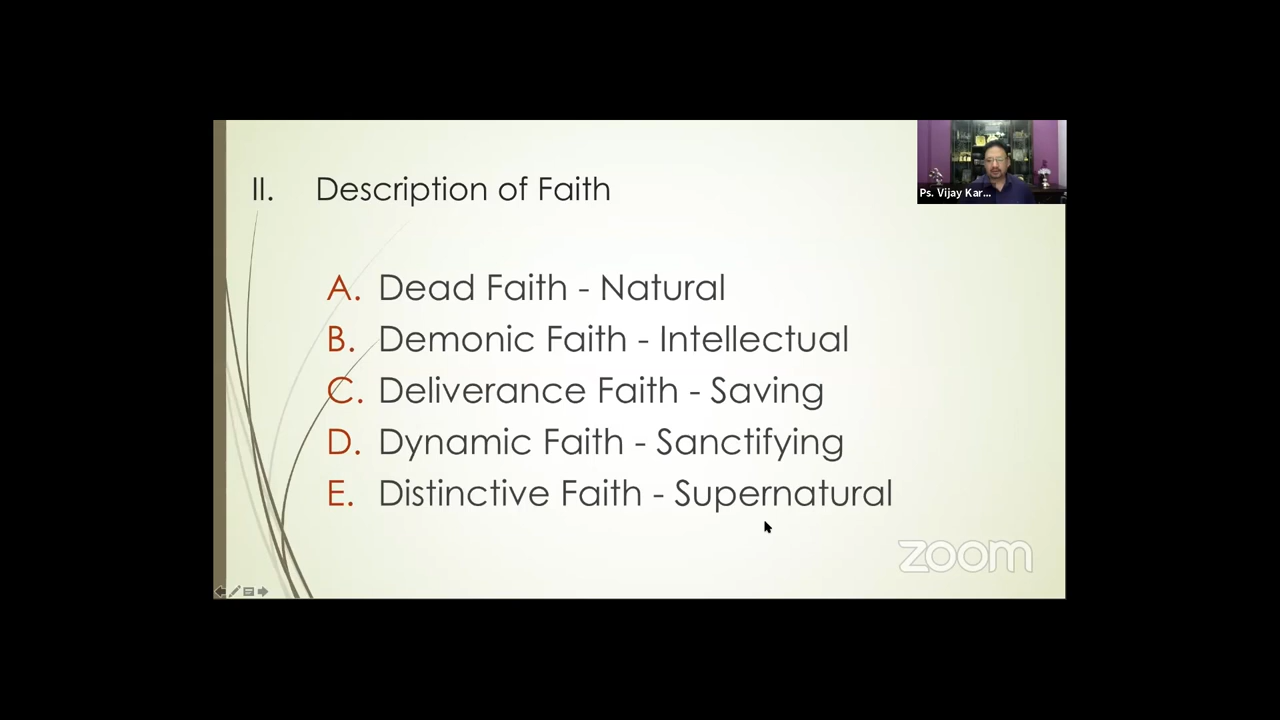 II. Description of Faith
Ps. Vijay Kar...
A. Dead Faith - Natural
B. Demonic Faith - Intellectual
C. Deliverance Faith - Saving
D. Dynamic Faith - Sanctifying
E. Distinctive Faith - Supernatural
zoom